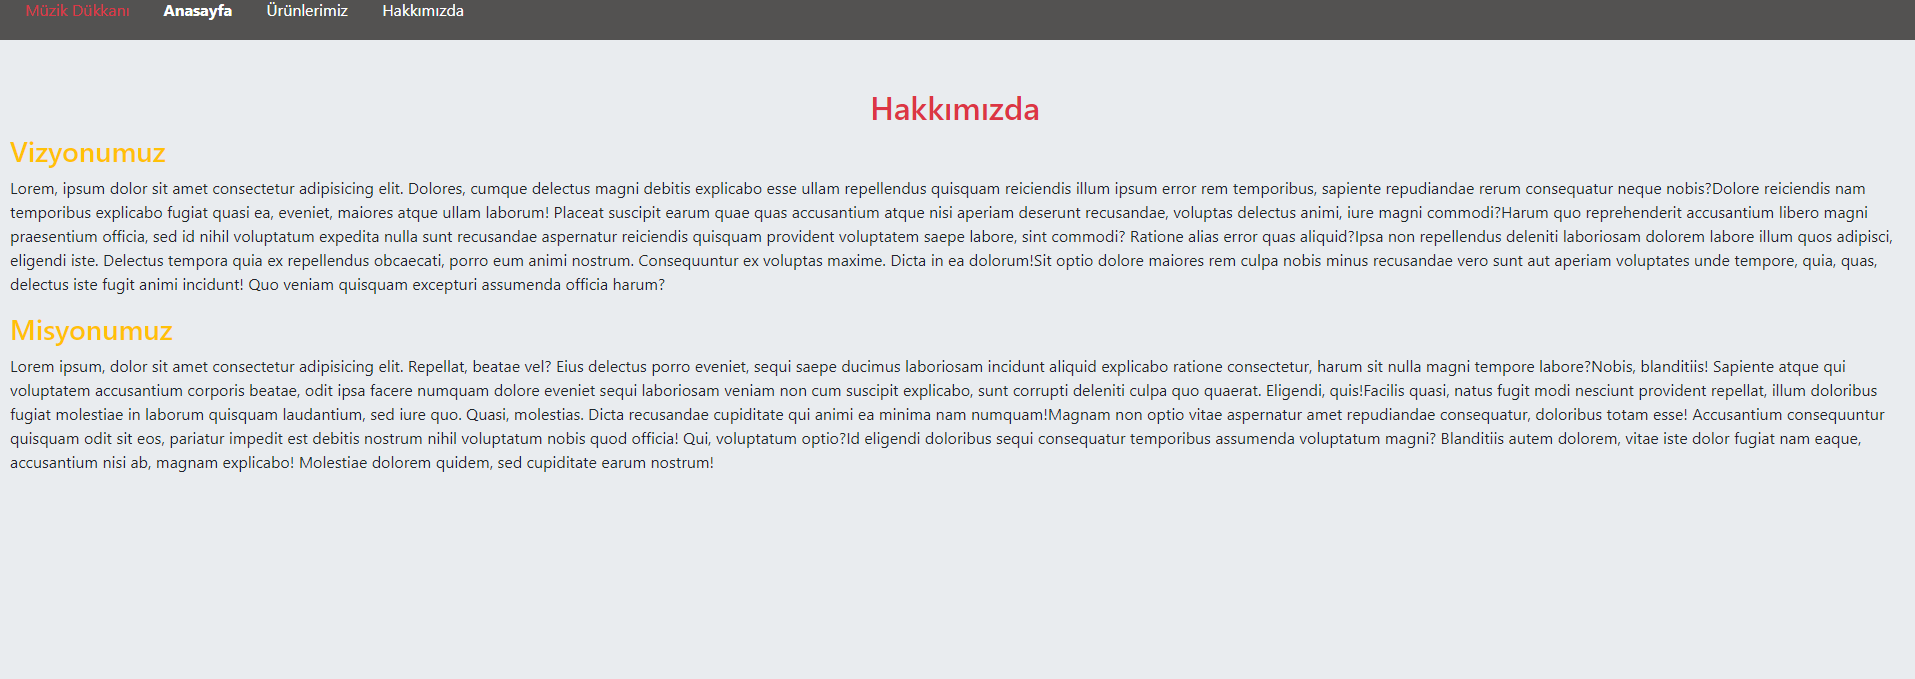 Müzik Dükkanı Anasayfa Ürünlerimiz Hakkımızda
Hakkımızda
Vizyonumuz
Lorem, ipsum dolor sit amet consectetur adipisicing elit. Dolores, cumque delectus magni debitis explicabo esse ullam repellendus quisquam reiciendis illum ipsum error rem temporibus, sapiente repudiandae rerum consequatur neque nobis?Dolore reiciendis nam
temporibus explicabo fugiat quasi ea, eveniet, maiores atque ullam laborum! Placeat suscipit earum quae quas accusantium atque nisi aperiam deserunt recusandae, voluptas delectus animi, iure magni commodi?Harum quo reprehenderit accusantium libero magni
praesentium officia, sed id nihil voluptatum expedita nulla sunt recusandae aspernatur reiciendis quisquam provident voluptatem saepe labore, sint commodi? Ratione alias error quas aliquid?Ipsa non repellendus deleniti laboriosam dolorem labore illum quos adipisci,
eligendi iste. Delectus tempora quia ex repellendus obcaecati, porro eum animi nostrum. Consequuntur ex voluptas maxime. Dicta in ea dolorum!Sit optio dolore maiores rem culpa nobis minus recusandae vero sunt aut aperiam voluptates unde tempore, quia, quas,
delectus iste fugit animi incidunt! Quo veniam quisquam excepturi assumenda officia harum?
Misyonumuz
Lorem ipsum, dolor sit amet consectetur adipisicing elit. Repellat, beatae vel? Eius delectus porro eveniet, sequi saepe ducimus laboriosam incidunt aliquid explicabo ratione consectetur, harum sit nulla magni tempore labore?Nobis, blanditiis! Sapiente atque qui
voluptatem accusantium corporis beatae, odit ipsa facere numquam dolore eveniet sequi laboriosam veniam non cum suscipit explicabo, sunt corrupti deleniti culpa quo quaerat. Eligendi, quis!Facilis quasi, natus fugit modi nesciunt provident repellat, illum doloribus
fugiat molestiae in laborum quisquam laudantium, sed iure quo. Quasi, molestias. Dicta recusandae cupiditate qui animi ea minima nam numquam!Magnam non optio vitae aspernatur amet repudiandae consequatur, doloribus totam esse! Accusantium consequuntur
quisquam odit sit eos, pariatur impedit est debitis nostrum nihil voluptatum nobis quod officia! Qui, voluptatum optio?Id eligendi doloribus sequi consequatur temporibus assumenda voluptatum magni? Blanditiis autem dolorem, vitae iste dolor fugiat nam eaque,
accusantium nisi ab, magnam explicabo! Molestiae dolorem quidem, sed cupiditate earum nostrum!